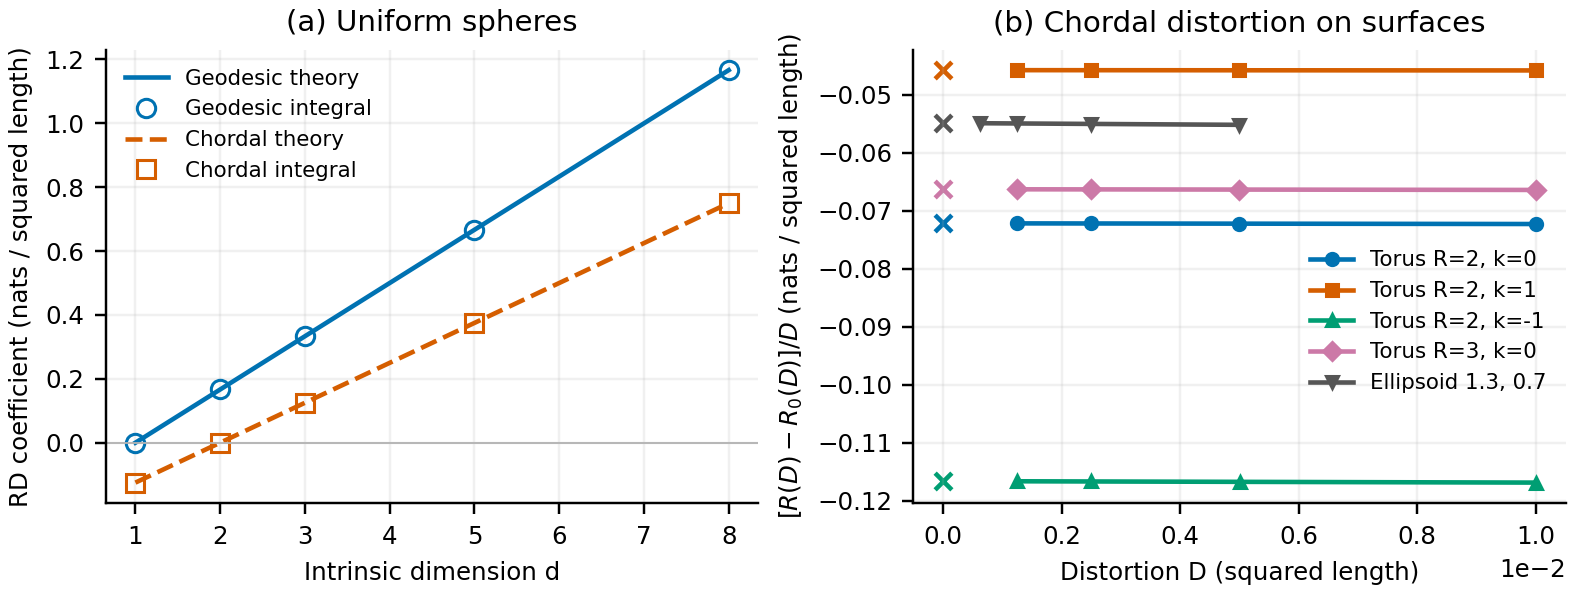 (a) Uniform spheres
RD coefficient (nats / squared length)
1.2
1.0
0.8
0.6
0.4
0.2
0.0
Geodesic theory
Geodesic integral
Chordal theory
Chordal integral
1 2 3 4 5 6 7 8
Intrinsic dimension d
(b) Chordal distortion on surfaces
[R(D) − R₀(D)]/D (nats / squared length)
−0.05
−0.06
−0.07
−0.08
−0.09
−0.10
−0.11
−0.12
Torus R=2, k=0
Torus R=2, k=1
Torus R=2, k=-1
Torus R=3, k=0
Ellipsoid 1.3, 0.7
0.0 0.2 0.4 0.6 0.8 1.0
1e−2
Distortion D (squared length)